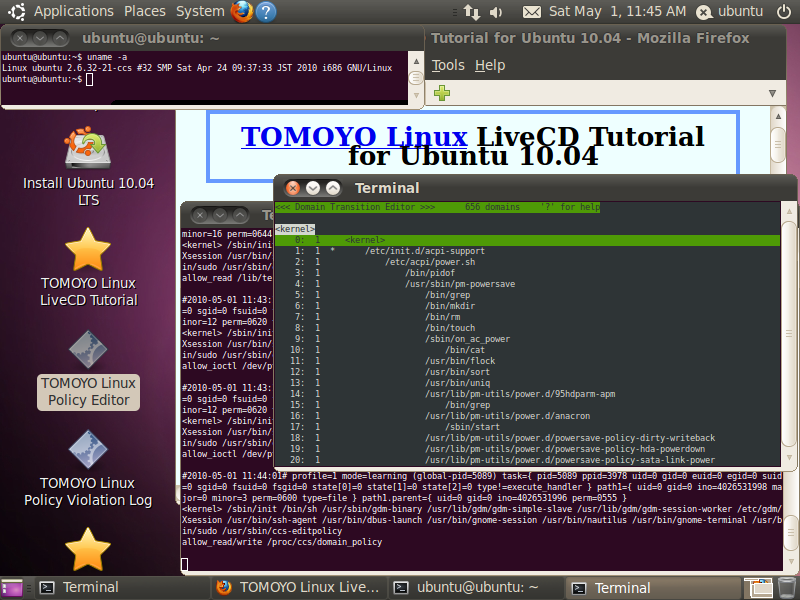 Applications Places System
Sat May 1, 11:45 AM
ubuntu
ubuntu@ubuntu: ~
ubuntu@ubuntu:~$ uname -a
Linux ubuntu 2.6.32-21-ccs #32 SMP Sat Apr 24 09:37:33 JST 2010 i686 GNU/Linux
ubuntu@ubuntu:~$
Tutorial for Ubuntu 10.04 - Mozilla Firefox
Tools Help
TOMOYO Linux LiveCD Tutorial
for Ubuntu 10.04
Install Ubuntu 10.04
LTS
TOMOYO Linux
LiveCD Tutorial
TOMOYO Linux
Policy Editor
TOMOYO Linux
Policy Violation Log
Terminal
<<< Domain Transition Editor >>> 656 domains '?' for help
<kernel>
0: 1 <kernel>
1: 1 * /etc/init.d/acpi-support
2: 1 /etc/acpi/power.sh
3: 1 /bin/pidof
4: 1 /usr/sbin/pm-powersave
5: 1 /bin/grep
6: 1 /bin/mkdir
7: 1 /bin/rm
8: 1 /bin/touch
9: 1 /sbin/on_ac_power
10: 1 /bin/cat
11: 1 /usr/bin/flock
12: 1 /usr/bin/sort
13: 1 /usr/bin/uniq
14: 1 /usr/lib/pm-utils/power.d/95hdparm-apm
15: 1 /bin/grep
16: 1 /usr/lib/pm-utils/power.d/anacron
17: 1 /sbin/start
18: 1 /usr/lib/pm-utils/power.d/powersave-policy-dirty-writeback
19: 1 /usr/lib/pm-utils/power.d/powersave-policy-hda-powerdown
20: 1 /usr/lib/pm-utils/power.d/powersave-policy-sata-link-power
minor=16 perm=0644
<kernel> /sbin/ini
Xsession /usr/bin/
in/sudo /usr/sbin/
allow_read /lib/te
#2010-05-01 11:43:
=0 sgid=0 fsuid=0
inor=12 perm=0620
<kernel> /sbin/ini
Xsession /usr/bin/
in/sudo /usr/sbin/
allow_ioctl /dev/p
#2010-05-01 11:43:
=0 sgid=0 fsuid=0
inor=12 perm=0620
<kernel> /sbin/ini
Xsession /usr/bin/
in/sudo /usr/sbin/
allow_ioctl /dev/p
#2010-05-01 11:44:01# profile=1 mode=learning (global-pid=5089) task={ pid=5089 ppid=3978 uid=0 gid=0 euid=0 egid=0 suid
=0 sgid=0 fsuid=0 fsgid=0 state[0]=0 state[1]=0 state[2]=0 type!=execute_handler } path1={ uid=0 gid=0 ino=4026531998 ma
jor=0 minor=3 perm=0600 type=file } path1.parent={ uid=0 gid=0 ino=4026531996 perm=0555 }
<kernel> /sbin/init /bin/sh /usr/sbin/gdm-binary /usr/lib/gdm/gdm-simple-slave /usr/lib/gdm/gdm-session-worker /etc/gdm/
Xsession /usr/bin/ssh-agent /usr/bin/dbus-launch /usr/bin/gnome-session /usr/bin/nautilus /usr/bin/gnome-terminal /usr/b
in/sudo /usr/sbin/ccs-editpolicy
allow_read/write /proc/ccs/domain_policy
Terminal
TOMOYO Linux Live...
ubuntu@ubuntu: ~
Terminal